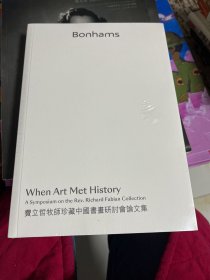 Bonhams
When Art Met History
A Symposium on the Rev. Richard Fabian Collection
費立哲牧師珍藏中國書畫研討會論文集